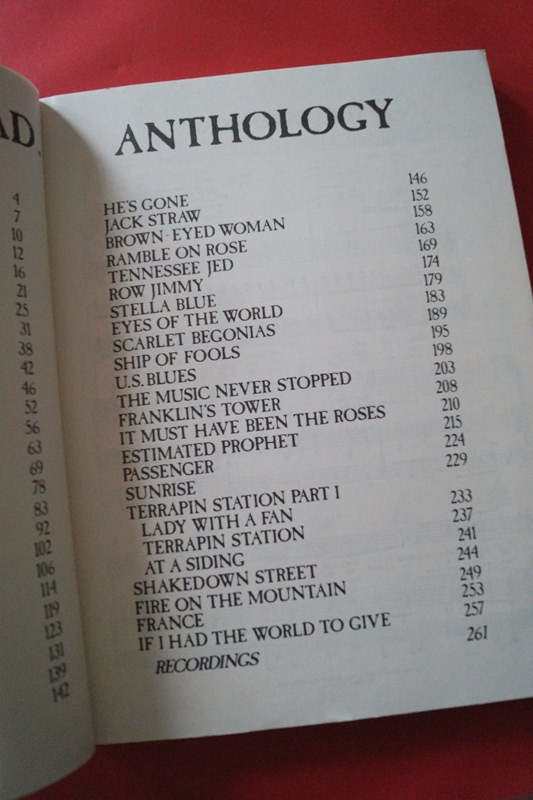 AD
4
7
10
12
16
21
25
31
38
42
46
52
56
63
69
78
83
92
102
106
114
119
123
131
139
142
ANTHOLOGY
HE'S GONE 146
JACK STRAW 152
BROWN-EYED WOMAN 158
RAMBLE ON ROSE 163
TENNESSEE JED 169
ROW JIMMY 174
STELLA BLUE 179
EYES OF THE WORLD 183
SCARLET BEGONIAS 189
SHIP OF FOOLS 195
U.S. BLUES 198
THE MUSIC NEVER STOPPED 203
FRANKLIN'S TOWER 208
IT MUST HAVE BEEN THE ROSES 210
ESTIMATED PROPHET 215
PASSENGER 224
SUNRISE 229
TERRAPIN STATION PART I
LADY WITH A FAN 233
TERRAPIN STATION 237
AT A SIDING 241
SHAKEDOWN STREET 244
FIRE ON THE MOUNTAIN 249
FRANCE 253
IF I HAD THE WORLD TO GIVE 257
RECORDINGS 261